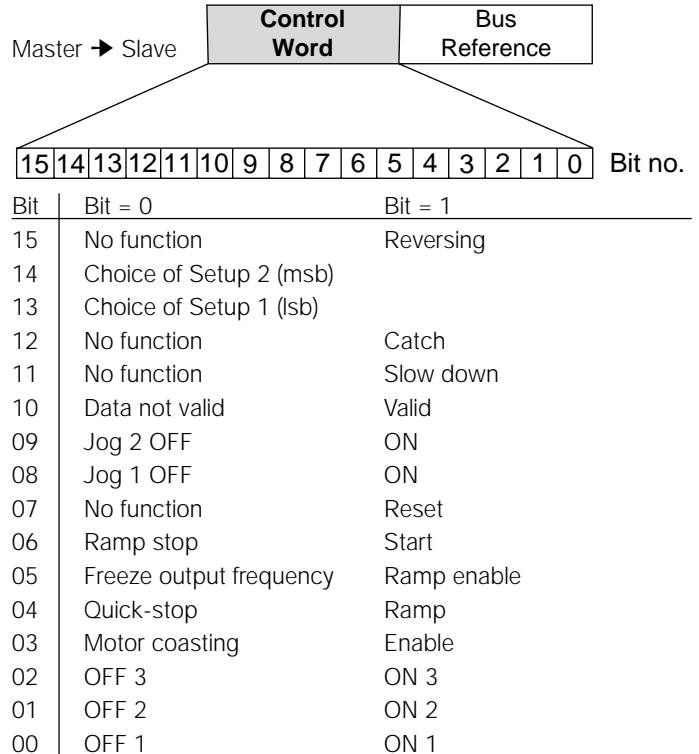 Master → Slave
Control Word
Bus Reference
15 14 13 12 11 10 9 8 7 6 5 4 3 2 1 0 Bit no.
Bit Bit = 0 Bit = 1
15 No function Reversing
14 Choice of Setup 2 (msb)
13 Choice of Setup 1 (lsb)
12 No function Catch
11 No function Slow down
10 Data not valid Valid
09 Jog 2 OFF ON
08 Jog 1 OFF ON
07 No function Reset
06 Ramp stop Start
05 Freeze output frequency Ramp enable
04 Quick-stop Ramp
03 Motor coasting Enable
02 OFF 3 ON 3
01 OFF 2 ON 2
00 OFF 1 ON 1